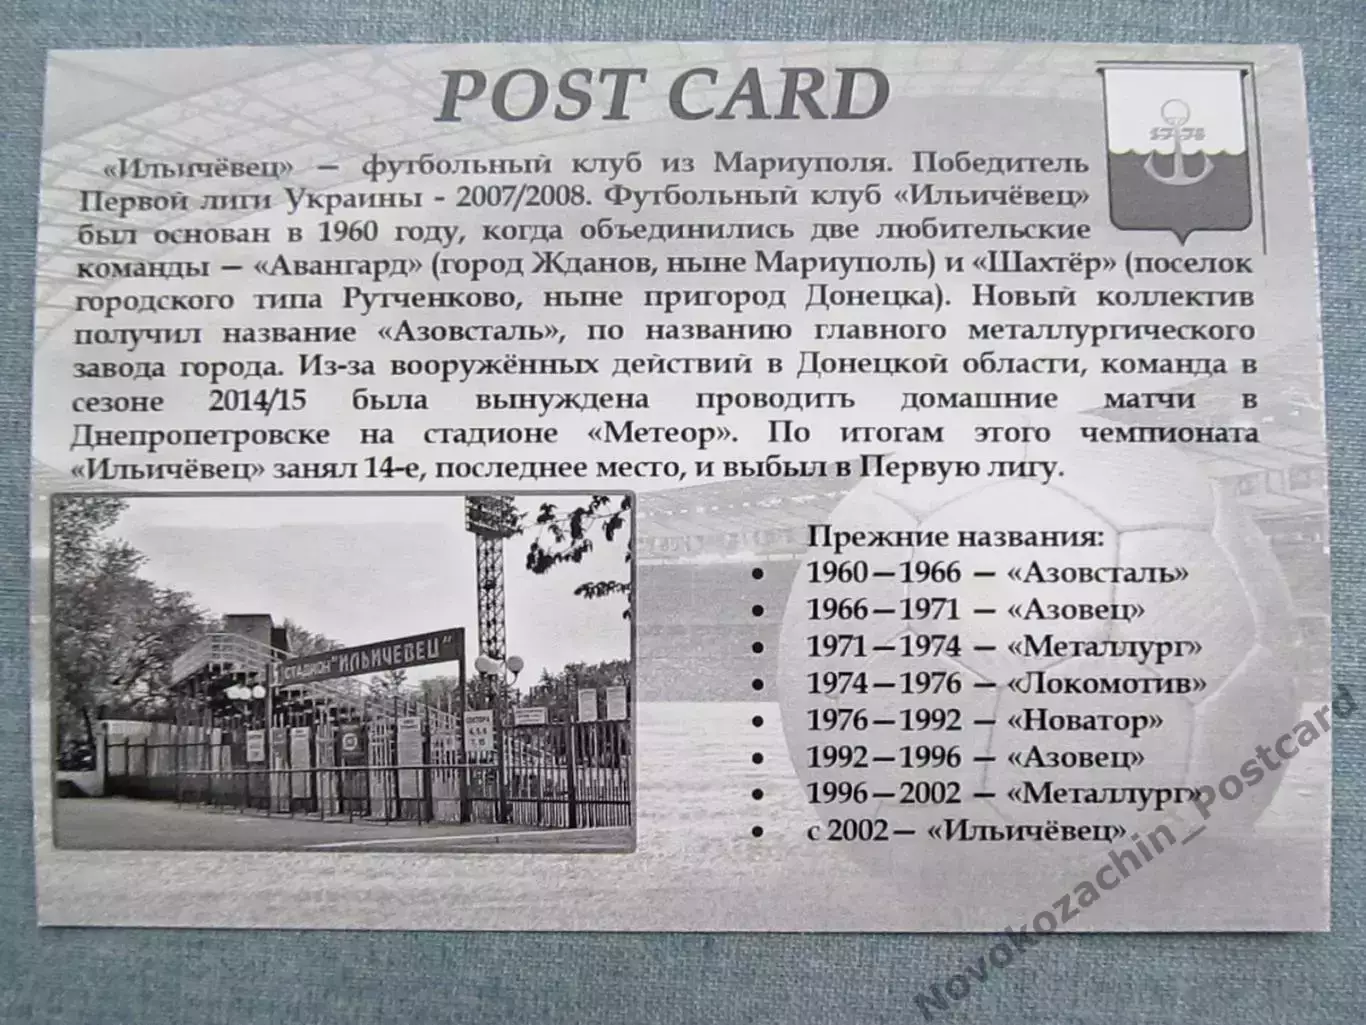 POST CARD
1778
«Ильичёвец» — футбольный клуб из Мариуполя. Победитель
Первой лиги Украины - 2007/2008. Футбольный клуб «Ильичёвец»
был основан в 1960 году, когда объединились две любительские
команды — «Авангард» (город Жданов, ныне Мариуполь) и «Шахтёр» (поселок
городского типа Рутченково, ныне пригород Донецка). Новый коллектив
получил название «Азовсталь», по названию главного металлургического
завода города. Из-за вооружённых действий в Донецкой области, команда в
сезоне 2014/15 была вынуждена проводить домашние матчи в
Днепропетровске на стадионе «Метеор». По итогам этого чемпионата
«Ильичёвец» занял 14-е, последнее место, и выбыл в Первую лигу.
СТАДИОН "ИЛЬИЧЕВЕЦ"
СЕКТОРА
Прежние названия:
• 1960—1966 — «Азовсталь»
• 1966—1971 — «Азовец»
• 1971—1974 — «Металлург»
• 1974—1976 — «Локомотив»
• 1976—1992 — «Новатор»
• 1992—1996 — «Азовец»
• 1996—2002 — «Металлург»
• с 2002— «Ильичёвец»
Novokozachin_Postcard